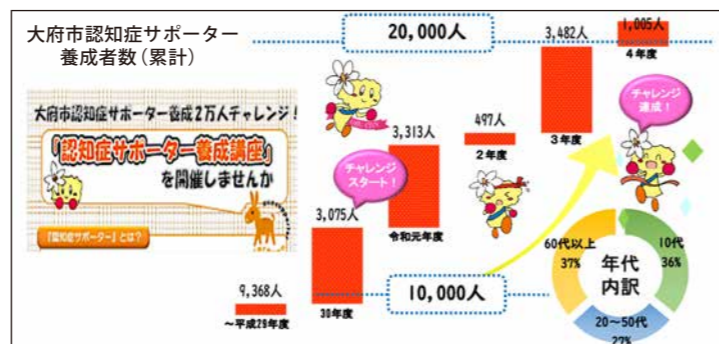 大府市認知症サポーター
養成者数(累計)
20,000人
大府市認知症サポーター養成2万人チャレンジ!
「認知症サポーター養成講座」
を開催しませんか
『認知症サポーター』とは?
9,368人
~平成29年度
3,075人
30年度
チャレンジ
スタート!
3,313人
令和元年度
497人
2年度
3,482人
3年度
1,005人
4年度
チャレンジ
達成!
10,000人
年代
内訳
10代
36%
20~50代
27%
60代以上
37%